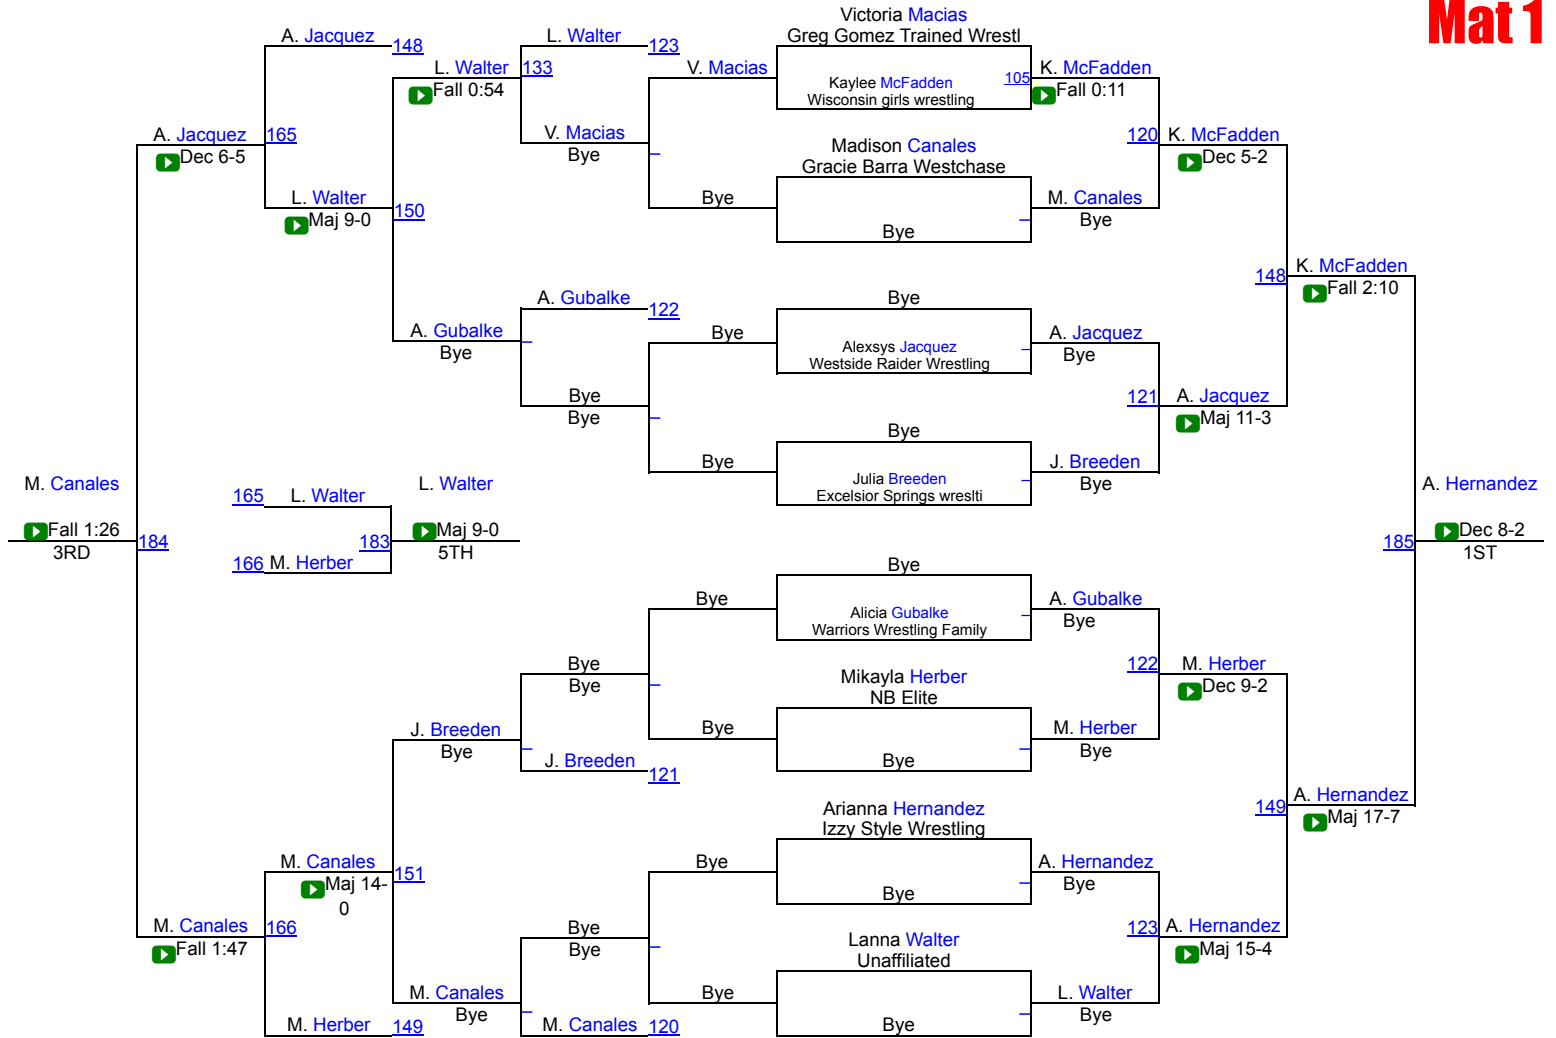 Mat 1
Victoria Macias
Greg Gomez Trained Wrestl
A. Jacquez
148
L. Walter
123
L. Walter
133
Fall 0:54
V. Macias
Kaylee McFadden
105
Wisconsin girls wrestling
K. McFadden
Fall 0:11
A. Jacquez
165
Dec 6-5
V. Macias
Bye
Madison Canales
Gracie Barra Westchase
120
K. McFadden
Dec 5-2
L. Walter
150
Maj 9-0
Bye
Bye
M. Canales
Bye
148
K. McFadden
Fall 2:10
A. Gubalke
122
Bye
A. Gubalke
Bye
Bye
Alexsys Jacquez
Westside Raider Wrestling
A. Jacquez
Bye
Bye
Bye
121
A. Jacquez
Maj 11-3
Bye
Bye
Julia Breeden
Excelsior Springs wreslti
J. Breeden
Bye
M. Canales
165
L. Walter
L. Walter
A. Hernandez
Fall 1:26
3RD
184
183
Maj 9-0
5TH
166
M. Herber
185
Dec 8-2
1ST
Bye
Bye
Alicia Gubalke
Warriors Wrestling Family
A. Gubalke
Bye
Bye
Bye
Mikayla Herber
NB Elite
122
M. Herber
Dec 9-2
J. Breeden
Bye
Bye
Bye
M. Herber
Bye
J. Breeden
121
Arianna Hernandez
Izzy Style Wrestling
149
A. Hernandez
Maj 17-7
M. Canales
151
Maj 14-
0
Bye
Bye
A. Hernandez
Bye
M. Canales
166
Fall 1:47
Bye
Bye
Lanna Walter
Unaffiliated
123
A. Hernandez
Maj 15-4
M. Canales
Bye
Bye
Bye
L. Walter
Bye
M. Herber
149
M. Canales
120